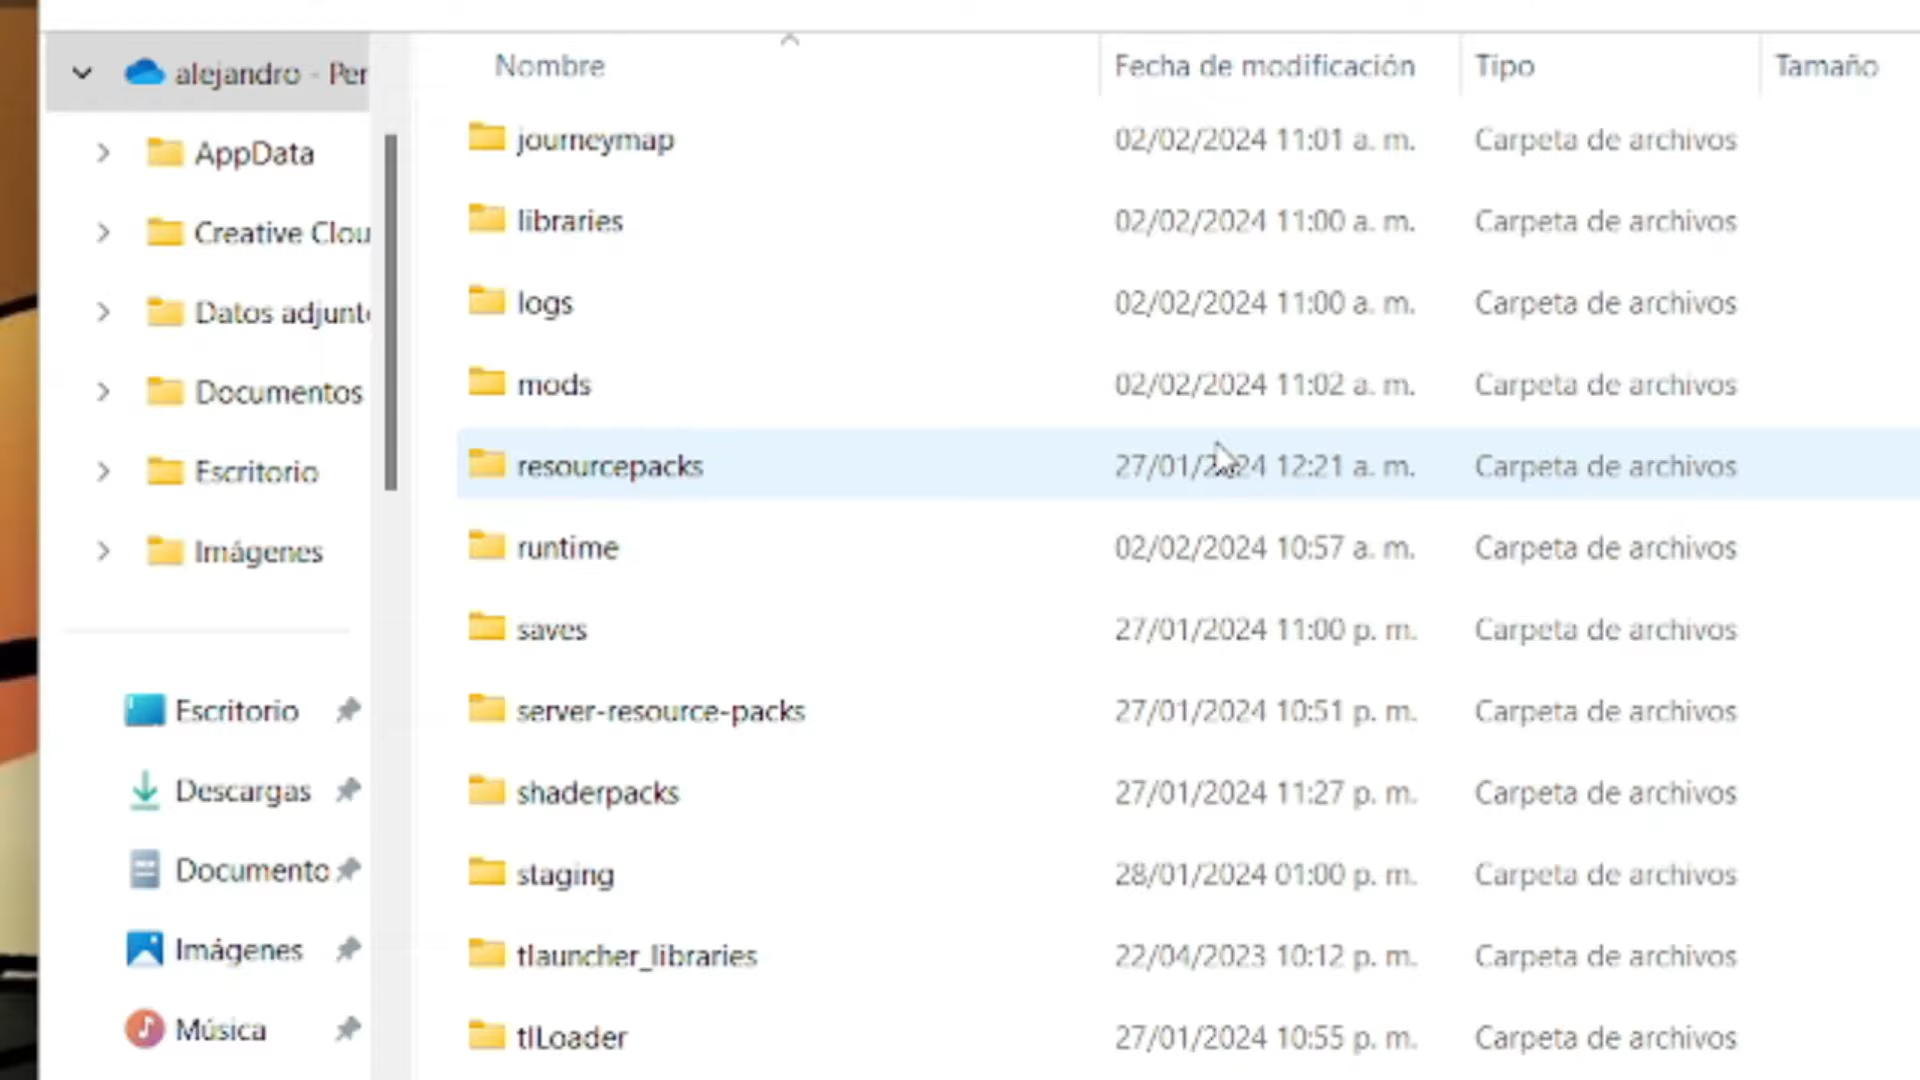 alejandro - Per
AppData
Creative Clou
Datos adjunt
Documentos
Escritorio
Imágenes
Escritorio
Descargas
Documento
Imágenes
Música
Nombre Fecha de modificación Tipo Tamaño
journeymap 02/02/2024 11:01 a. m. Carpeta de archivos
libraries 02/02/2024 11:00 a. m. Carpeta de archivos
logs 02/02/2024 11:00 a. m. Carpeta de archivos
mods 02/02/2024 11:02 a. m. Carpeta de archivos
resourcepacks 27/01/2024 12:21 a. m. Carpeta de archivos
runtime 02/02/2024 10:57 a. m. Carpeta de archivos
saves 27/01/2024 11:00 p. m. Carpeta de archivos
server-resource-packs 27/01/2024 10:51 p. m. Carpeta de archivos
shaderpacks 27/01/2024 11:27 p. m. Carpeta de archivos
staging 28/01/2024 01:00 p. m. Carpeta de archivos
tlauncher_libraries 22/04/2023 10:12 p. m. Carpeta de archivos
tlLoader 27/01/2024 10:55 p. m. Carpeta de archivos